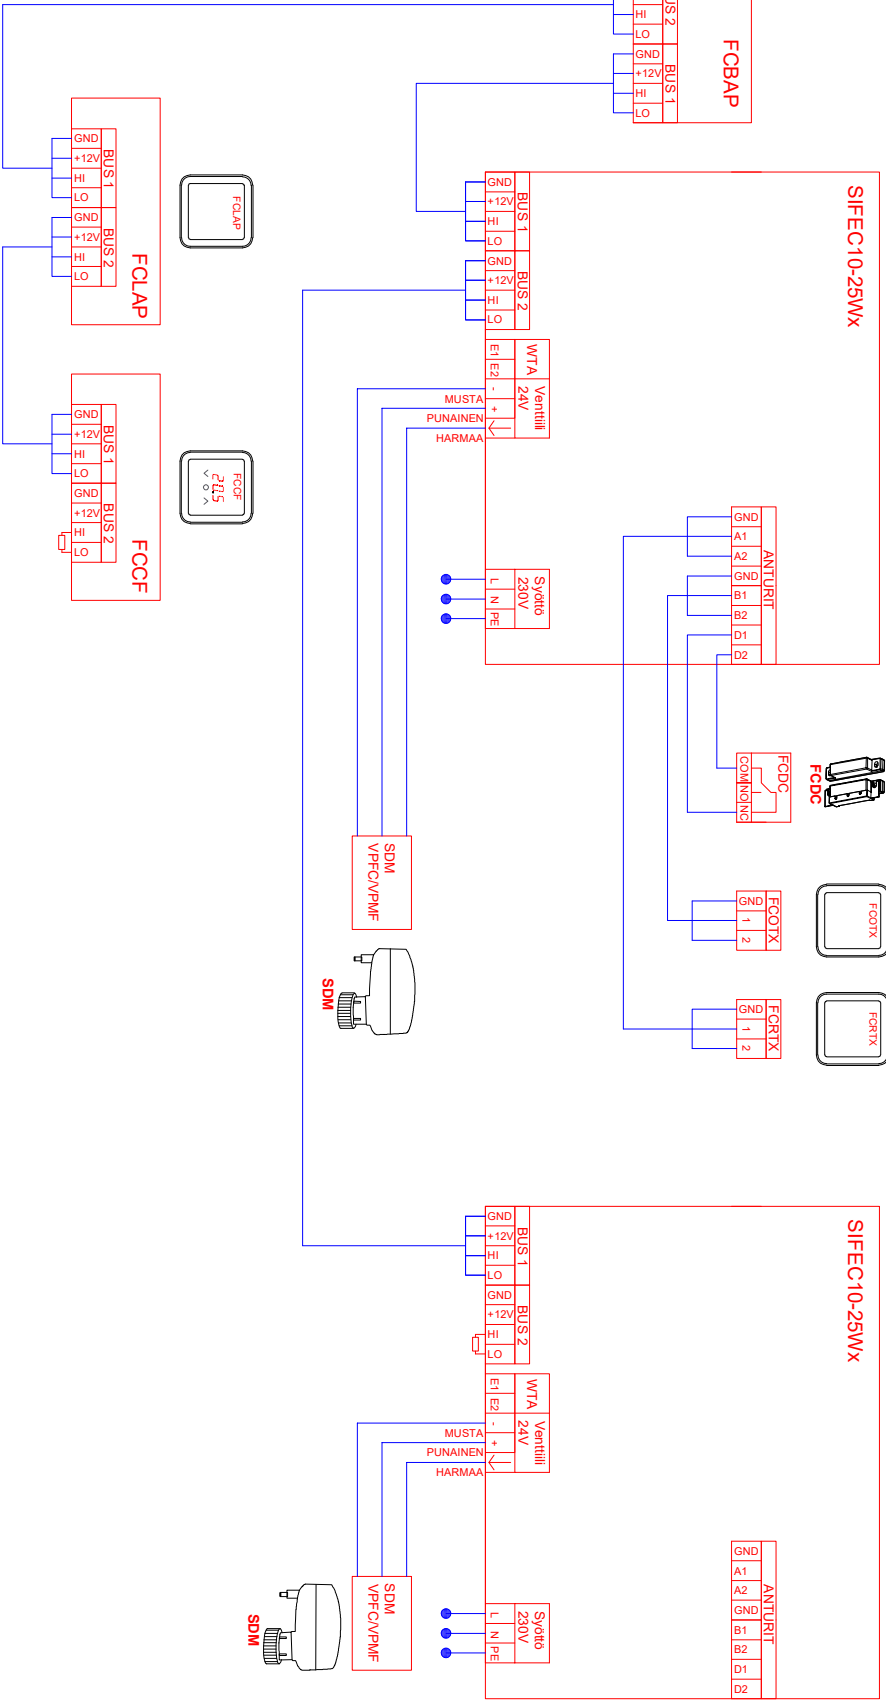 US 2
HI
LO
GND
+12V
HI
LO
BUS 1
FCBAP
GND
+12V
HI
LO
BUS 1
GND
+12V
HI
LO
BUS 2
FCLAP
FCLAP
GND
+12V
HI
LO
BUS 1
GND
+12V
HI
LO
BUS 2
FCCF
FCCF
20.5
SIFEC10-25Wx
GND
+12V
HI
LO
BUS 1
GND
+12V
HI
LO
BUS 2
E1
E2
WTA
-
+
Venttiili
24V
MUSTA
PUNAINEN
HARMAA
L
N
PE
Syöttö
230V
GND
A1
A2
GND
B1
B2
D1
D2
ANTURIT
FCDC
COM
NO
NC
FCDC
FCOTX
GND
1
2
FCOTX
FCRTX
GND
1
2
FCRTX
SDM
VPFC/VPMF
SDM
SIFEC10-25Wx
GND
+12V
HI
LO
BUS 1
GND
+12V
HI
LO
BUS 2
E1
E2
WTA
-
+
Venttiili
24V
MUSTA
PUNAINEN
HARMAA
L
N
PE
Syöttö
230V
GND
A1
A2
GND
B1
B2
D1
D2
ANTURIT
SDM
VPFC/VPMF
SDM